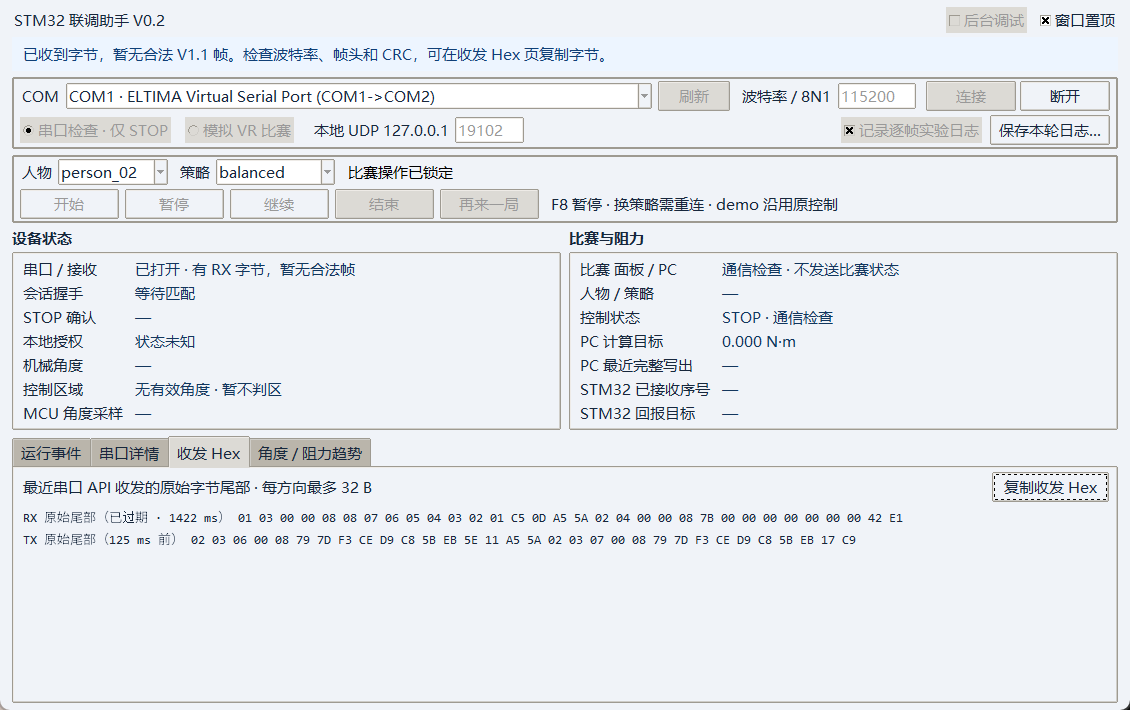 STM32 联调助手 V0.2
后台调试 窗口置顶
已收到字节，暂无合法 V1.1 帧。检查波特率、帧头和 CRC，可在收发 Hex 页复制字节。
COM COM1 · ELTIMA Virtual Serial Port (COM1->COM2) 刷新 波特率 / 8N1 115200 连接 断开
串口检查 · 仅 STOP 模拟 VR 比赛 本地 UDP 127.0.0.1 19102 记录逐帧实验日志 保存本轮日志...
人物 person_02 策略 balanced 比赛操作已锁定
开始 暂停 继续 结束 再来一局 F8 暂停 · 换策略需重连 · demo 沿用原控制
设备状态
串口 / 接收 已打开 · 有 RX 字节，暂无合法帧
会话握手 等待匹配
STOP 确认 —
本地授权 状态未知
机械角度 —
控制区域 无有效角度 · 暂不判区
MCU 角度采样 —
比赛与阻力
比赛 面板 / PC 通信检查 · 不发送比赛状态
人物 / 策略 —
控制状态 STOP · 通信检查
PC 计算目标 0.000 N·m
PC 最近完整写出 —
STM32 已接收序号 —
STM32 回报目标 —
运行事件 串口详情 收发 Hex 角度 / 阻力趋势
最近串口 API 收发的原始字节尾部 · 每方向最多 32 B 复制收发 Hex
RX 原始尾部（已过期 · 1422 ms） 01 03 00 00 08 08 07 06 05 04 03 02 01 C5 0D A5 5A 02 04 00 00 08 7B 00 00 00 00 00 00 00 42 E1
TX 原始尾部（125 ms 前） 02 03 06 00 08 79 7D F3 CE D9 C8 5B EB 5E 11 A5 5A 02 03 07 00 08 79 7D F3 CE D9 C8 5B EB 17 C9